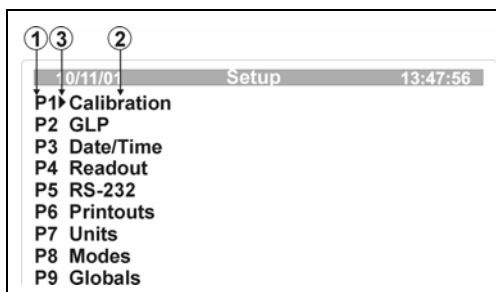 1 3 2
10/11/01 Setup 13:47:56
P1 Calibration
P2 GLP
P3 Date/Time
P4 Readout
P5 RS-232
P6 Printouts
P7 Units
P8 Modes
P9 Globals